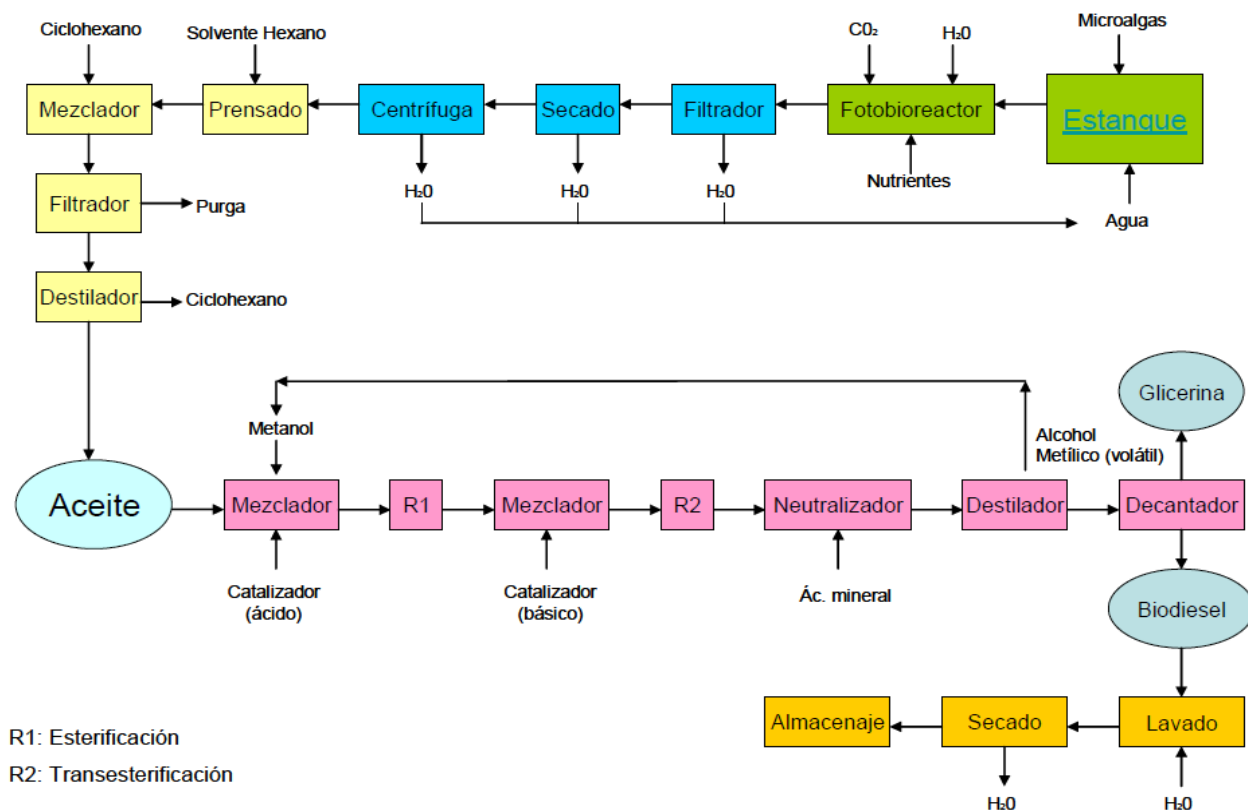 Ciclohexano
Solvente Hexano
C0₂
H₂0
Microalgas
Mezclador
Prensado
Centrífuga
Secado
Filtrador
Fotobioreactor
Estanque
H₂0
H₂0
H₂0
Nutrientes
Agua
Filtrador
Purga
Destilador
Ciclohexano
Glicerina
Metanol
Alcohol
Metílico (volátil)
Aceite
Mezclador
R1
Mezclador
R2
Neutralizador
Destilador
Decantador
Catalizador
(ácido)
Catalizador
(básico)
Ác. mineral
Biodiesel
Almacenaje
Secado
Lavado
R1: Esterificación
R2: Transesterificación
H₂0
H₂0